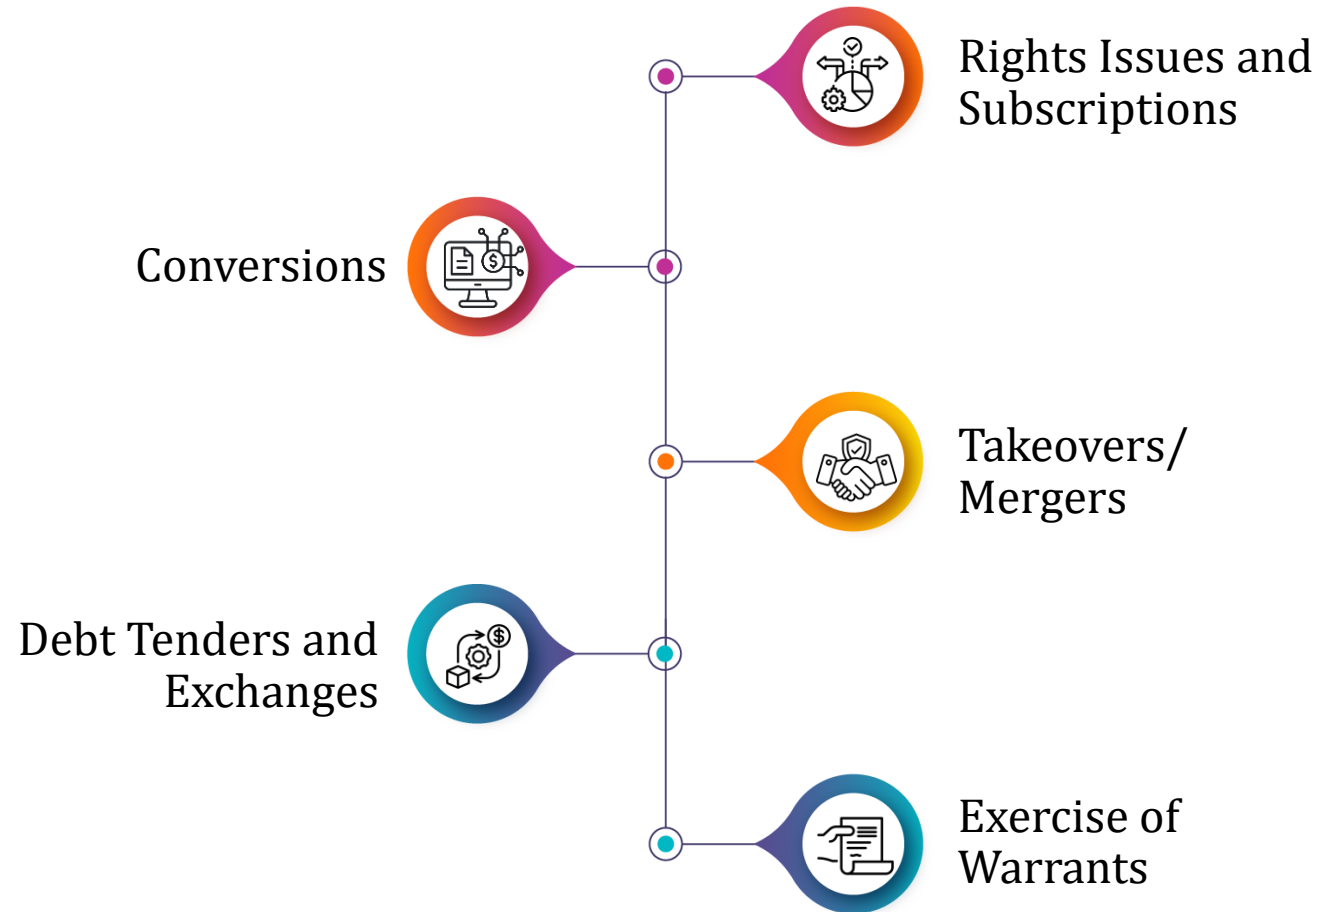 Rights Issues and
Subscriptions
Conversions
Takeovers/
Mergers
Debt Tenders and
Exchanges
Exercise of
Warrants